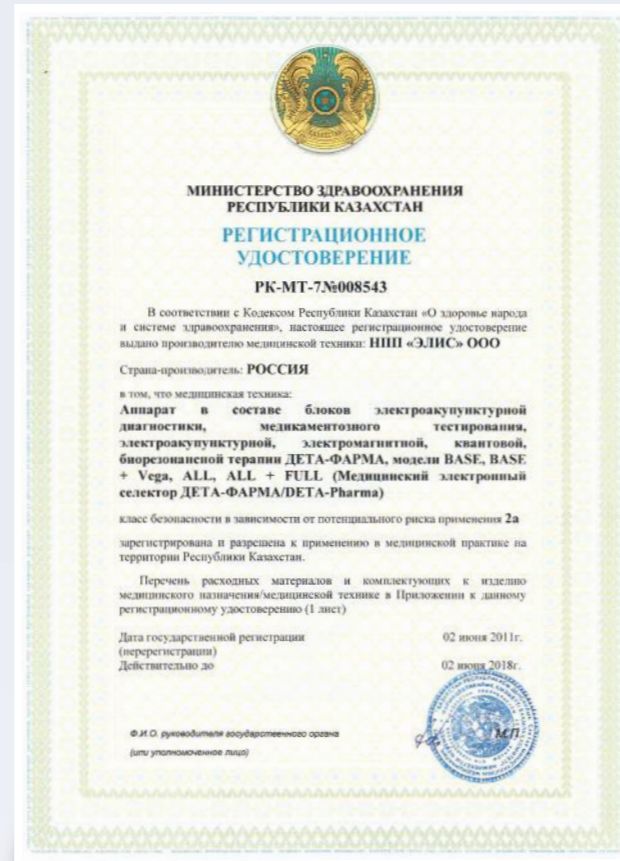 МИНИСТЕРСТВО ЗДРАВООХРАНЕНИЯ
РЕСПУБЛИКИ КАЗАХСТАН
РЕГИСТРАЦИОННОЕ
УДОСТОВЕРЕНИЕ
РК-МТ-7№008543
В соответствии с Кодексом Республики Казахстан «О здоровье народа
и системе здравоохранения», настоящее регистрационное удостоверение
выдано производителю медицинской техники: НПП «ЭЛИС» ООО
Страна-производитель: РОССИЯ
в том, что медицинская техника:
Аппарат в составе блоков электроакупунктурной
диагностики, медикаментозного тестирования,
электроакупунктурной, электромагнитной, квантовой,
биорезонансной терапии ДЕТА-ФАРМА, модели BASE, BASE
+ Vega, ALL, ALL + FULL (Медицинский электронный
селектор ДЕТА-ФАРМА/DETA-Pharma)
класс безопасности в зависимости от потенциального риска применения 2а
зарегистрирована и разрешена к применению в медицинской практике на
территории Республики Казахстан.
Перечень расходных материалов и комплектующих к изделию
медицинского назначения/медицинской технике в Приложении к данному
регистрационному удостоверению (1 лист)
Дата государственной регистрации 02 июня 2011г.
(перерегистрации)
Действительно до 02 июня 2018г.
Ф.И.О. руководителя государственного органа М.П.
(или уполномоченное лицо)